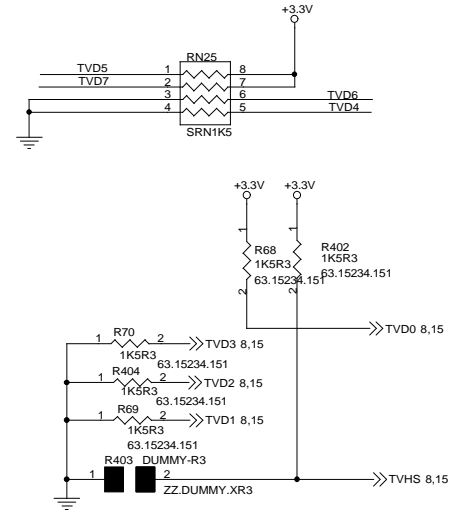 +3.3V
RN25
TVD5 1 8
TVD7 2 7
3 6 TVD6
4 5 TVD4
SRN1K5
+3.3V +3.3V
1 1
R68 R402
1K5R3 1K5R3
63.15234.151 63.15234.151
2 2
TVD0 8,15
R70
1 2 TVD3 8,15
1K5R3
63.15234.151
R404
1 2 TVD2 8,15
1K5R3
63.15234.151
R69
1 2 TVD1 8,15
1K5R3
63.15234.151
R403 DUMMY-R3
1 2 TVHS 8,15
ZZ.DUMMY.XR3